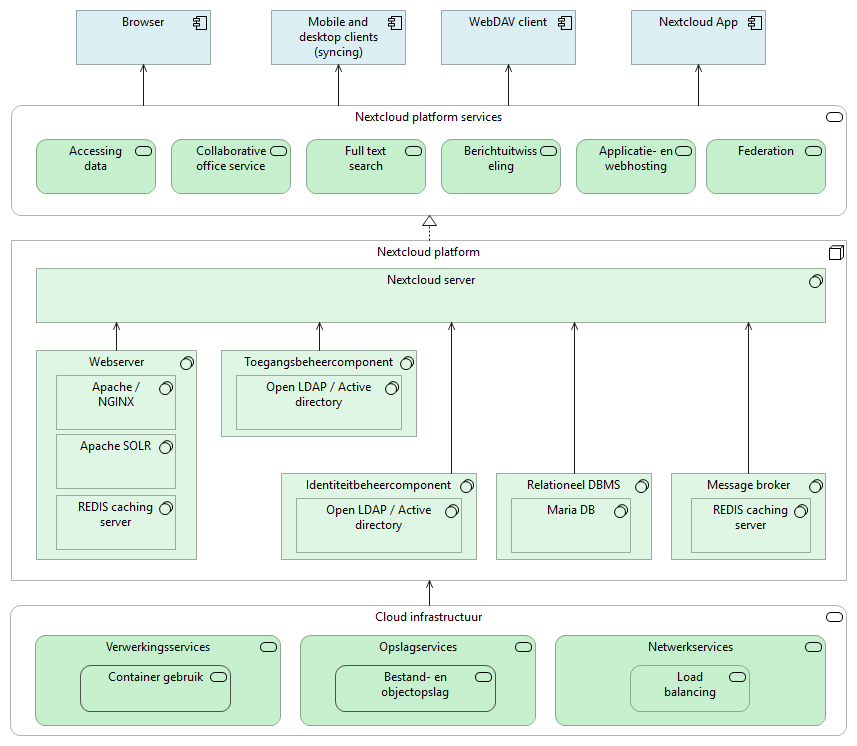 Browser
Mobile and
desktop clients
(syncing)
WebDAV client
Nextcloud App
Nextcloud platform services
Accessing
data
Collaborative
office service
Full text
search
Berichtuitwiss
eling
Applicatie- en
webhosting
Federation
Nextcloud platform
Nextcloud server
Webserver
Apache /
NGINX
Apache SOLR
REDIS caching
server
Toegangsbeheercomponent
Open LDAP / Active
directory
Identiteitbeheercomponent
Open LDAP / Active
directory
Relationeel DBMS
Maria DB
Message broker
REDIS caching
server
Cloud infrastructuur
Verwerkingsservices
Container gebruik
Opslagservices
Bestand- en
objectopslag
Netwerkservices
Load
balancing